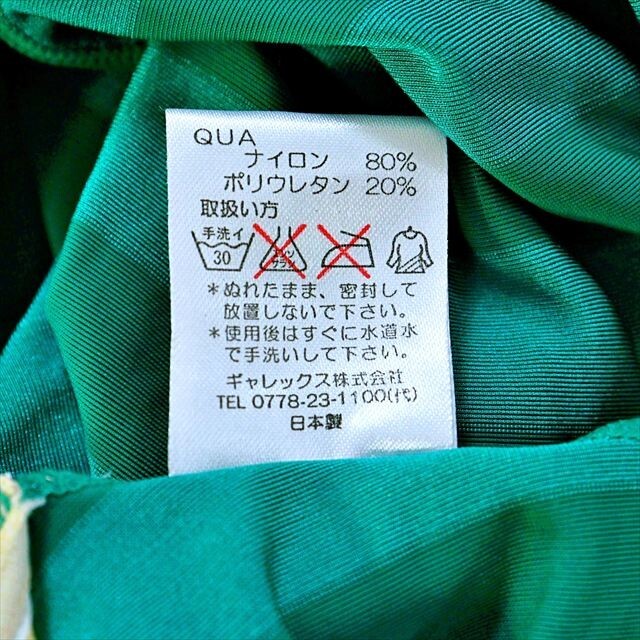 QUA
ナイロン 80%
ポリウレタン 20%
取扱い方
手洗イ
30
＊ぬれたまま、密封して
放置しないで下さい。
＊使用後はすぐに水道水
で手洗いして下さい。
ギャレックス株式会社
TEL 0778-23-1100(代)
日本製